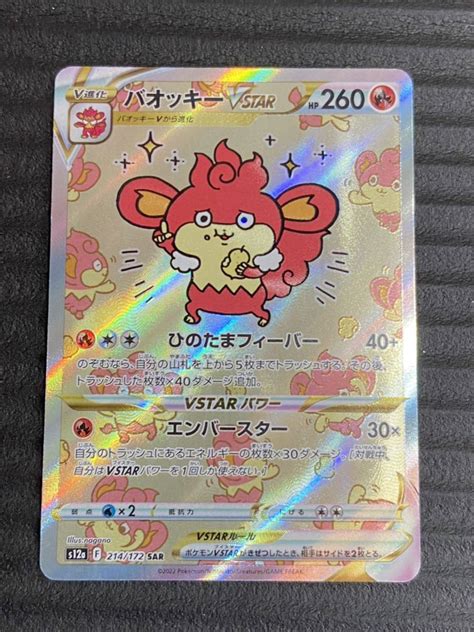 V進化
バオッキーVSTAR
HP 260
バオッキーVから進化
ひのたまフィーバー 40+
のぞむなら、自分の山札を上から5枚までトラッシュする。その後、
トラッシュした枚数×40ダメージ追加。
VSTARパワー
エンバースター 30×
自分のトラッシュにあるエネルギーの枚数×30ダメージ。[対戦中、
自分はVSTARパワーを1回しか使えない。]
弱点 ×2 抵抗力 にげる
Illus. nagano
VSTARルール
s12a F 214/172 SAR
ポケモンVSTARがきぜつしたとき、相手はサイドを2枚とる。
©2022 Pokémon/Nintendo/Creatures/GAME FREAK.